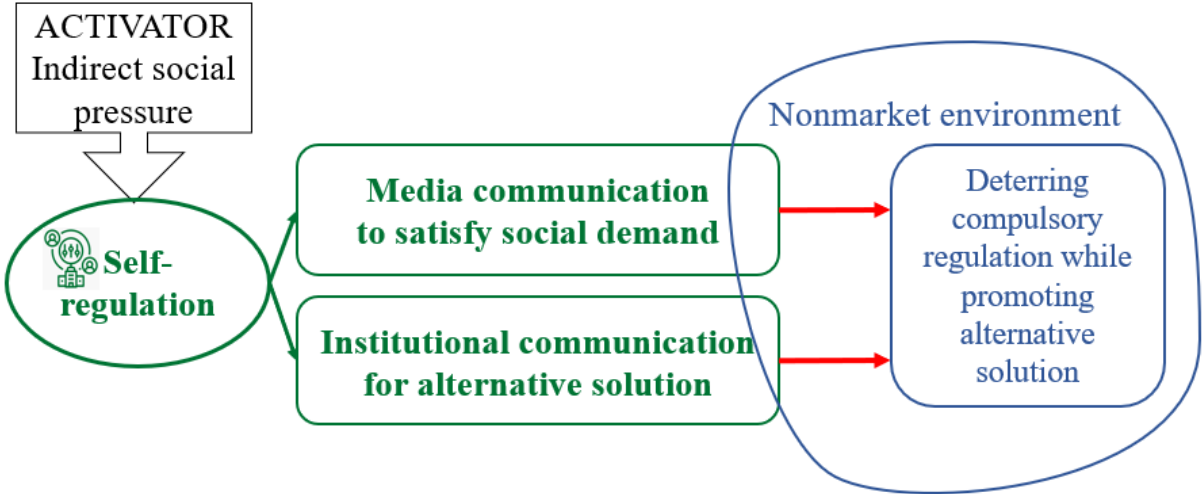 ACTIVATOR
Indirect social
pressure
Self-
regulation
Media communication
to satisfy social demand
Institutional communication
for alternative solution
Nonmarket environment
Deterring
compulsory
regulation while
promoting
alternative
solution